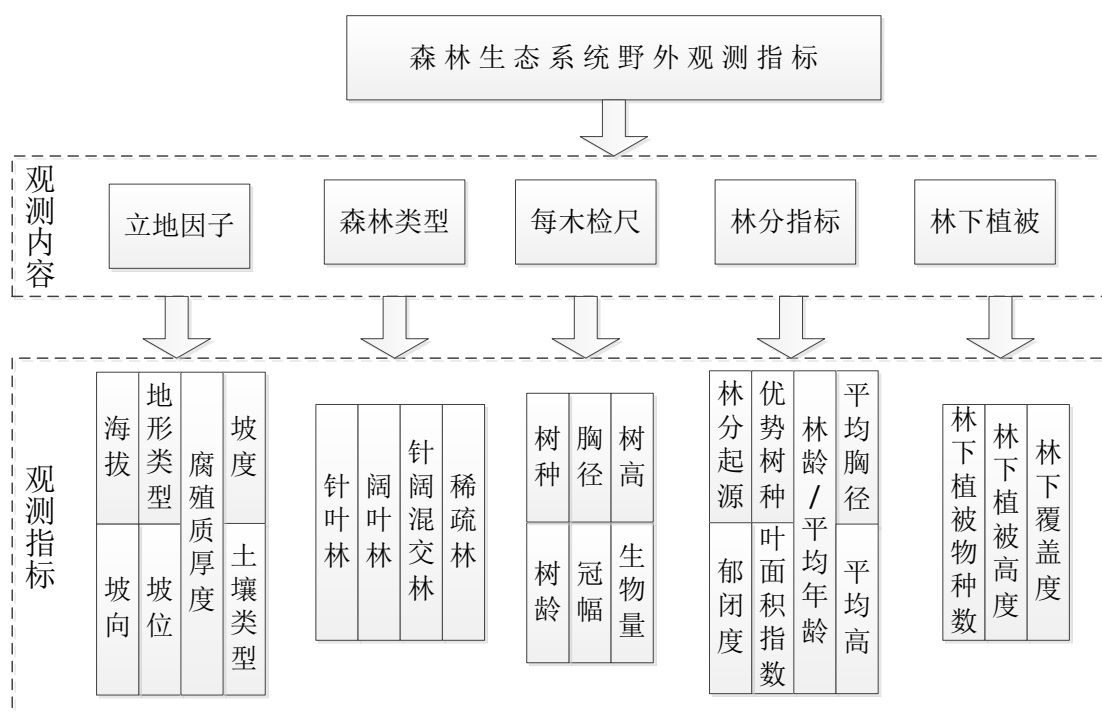 森林生态系统野外观测指标
观测内容
立地因子
森林类型
每木检尺
林分指标
林下植被
观测指标
海拔
地形类型
腐殖质厚度
坡度
坡向
坡位
土壤类型
针叶林
阔叶林
针阔混交林
稀疏林
树种
胸径
树高
树龄
冠幅
生物量
林分起源
优势树种
林龄/平均年龄
平均胸径
郁闭度
叶面积指数
平均高
林下植被物种数
林下植被高度
林下覆盖度